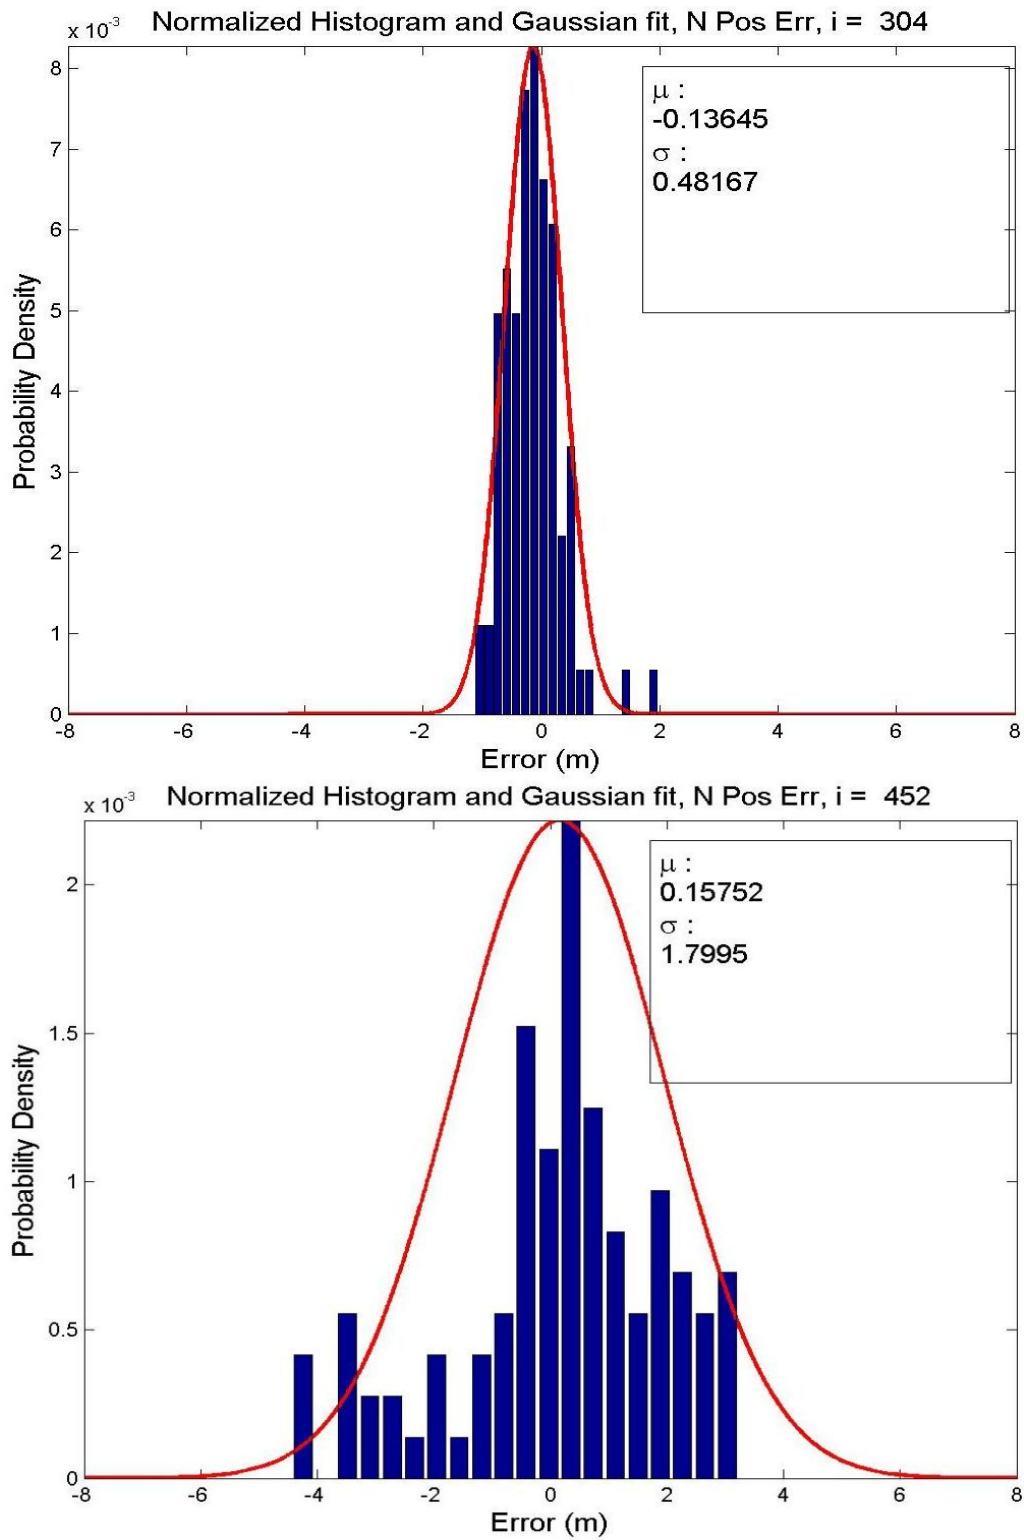 x 10-3
Normalized Histogram and Gaussian fit, N Pos Err, i = 304
8
7
6
5
4
3
2
1
0
Probability Density
μ :
-0.13645
σ :
0.48167
-8 -6 -4 -2 0 2 4 6 8
Error (m)
x 10-3
Normalized Histogram and Gaussian fit, N Pos Err, i = 452
2
1.5
1
0.5
0
Probability Density
μ :
0.15752
σ :
1.7995
-8 -6 -4 -2 0 2 4 6 8
Error (m)